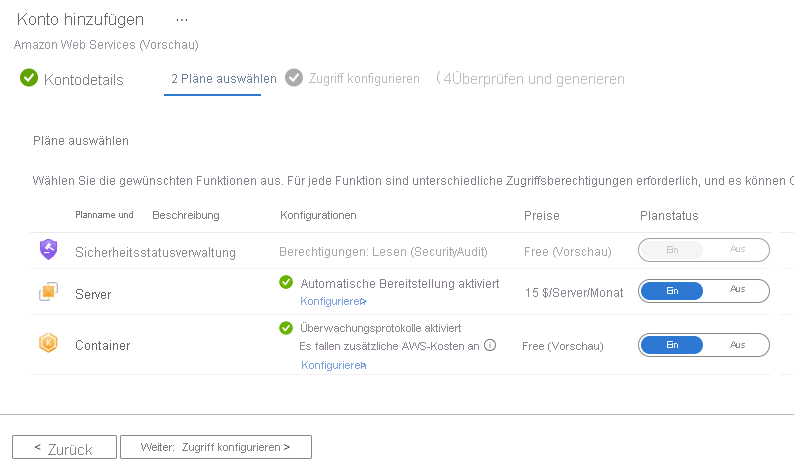 Konto hinzufügen ...
Amazon Web Services (Vorschau)
Kontodetails 2 Pläne auswählen Zugriff konfigurieren (4Überprüfen und generieren
Pläne auswählen
Wählen Sie die gewünschten Funktionen aus. Für jede Funktion sind unterschiedliche Zugriffsberechtigungen erforderlich, und es können
Planname und Beschreibung Konfigurationen Preise Planstatus
Sicherheitsstatusverwaltung Berechtigungen: Lesen (SecurityAudit) Free (Vorschau) Ein Aus
Server Automatische Bereitstellung aktiviert 15 $/Server/Monat Ein Aus
Konfigurieren
Container Überwachungsprotokolle aktiviert
Es fallen zusätzliche AWS-Kosten an Free (Vorschau) Ein Aus
Konfigurieren
< Zurück Weiter: Zugriff konfigurieren >